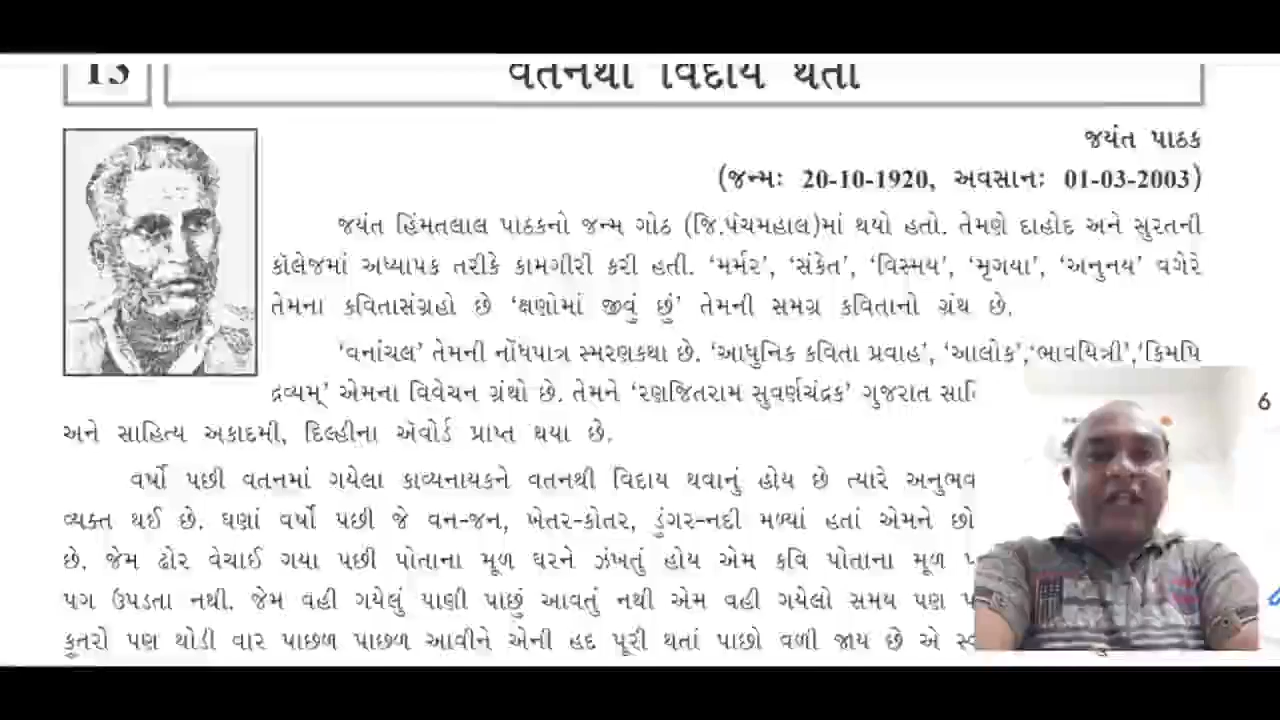 13 વતનથી વિદાય થતાં
જયંત પાઠક
(જન્મ: 20-10-1920, અવસાન: 01-03-2003)
જયંત હિંમતલાલ પાઠકનો જન્મ ગોઠ (જિ.પંચમહાલ)માં થયો હતો. તેમણે દાહોદ અને સુરતની
કૉલેજમાં અધ્યાપક તરીકે કામગીરી કરી હતી. ‘મર્મર’, ‘સંકેત’, ‘વિસ્મય’, ‘મૃગયા’, ‘અનુનય’ વગેરે
તેમના કવિતાસંગ્રહો છે ‘ક્ષણોમાં જીવું છું’ તેમની સમગ્ર કવિતાનો ગ્રંથ છે.
‘વનાંચલ’ તેમની નોંધપાત્ર સ્મરણકથા છે. ‘આધુનિક કવિતા પ્રવાહ’, ‘આલોક’,‘ભાવયિત્રી’,‘કિમપિ
દ્રવ્યમ્’ એમના વિવેચન ગ્રંથો છે. તેમને ‘રણજિતરામ સુવર્ણચંદ્રક’ ગુજરાત
અને સાહિત્ય અકાદમી, દિલ્હીના ઍવોર્ડ પ્રાપ્ત થયા છે.
વર્ષો પછી વતનમાં ગયેલા કાવ્યનાયકને વતનથી વિદાય થવાનું હોય છે ત્યારે અનુભવ
વ્યક્ત થઈ છે. ઘણાં વર્ષો પછી જે વન-જન, ખેતર-કોતર, ડુંગર-નદી મળ્યાં હતાં એમને છો
છે. જેમ ઢોર વેચાઈ ગયા પછી પોતાના મૂળ ઘરને ઝંખતું હોય એમ કવિ પોતાના મૂળ
પગ ઉપડતા નથી. જેમ વહી ગયેલું પાણી પાછું આવતું નથી એમ વહી ગયેલો સમય પણ
કૂતરો પણ થોડી વાર પાછળ પાછળ આવીને એની હદ પૂરી થતાં પાછો વળી જાય છે એ
6